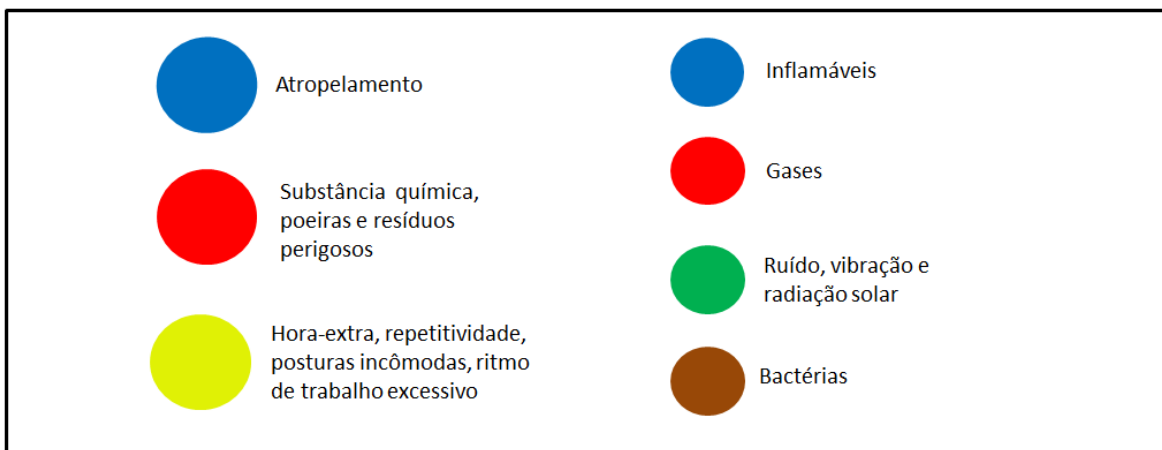 Atropelamento
Substância química,
poeiras e resíduos
perigosos
Hora-extra, repetitividade,
posturas incômodas, ritmo
de trabalho excessivo
Inflamáveis
Gases
Ruído, vibração e
radiação solar
Bactérias